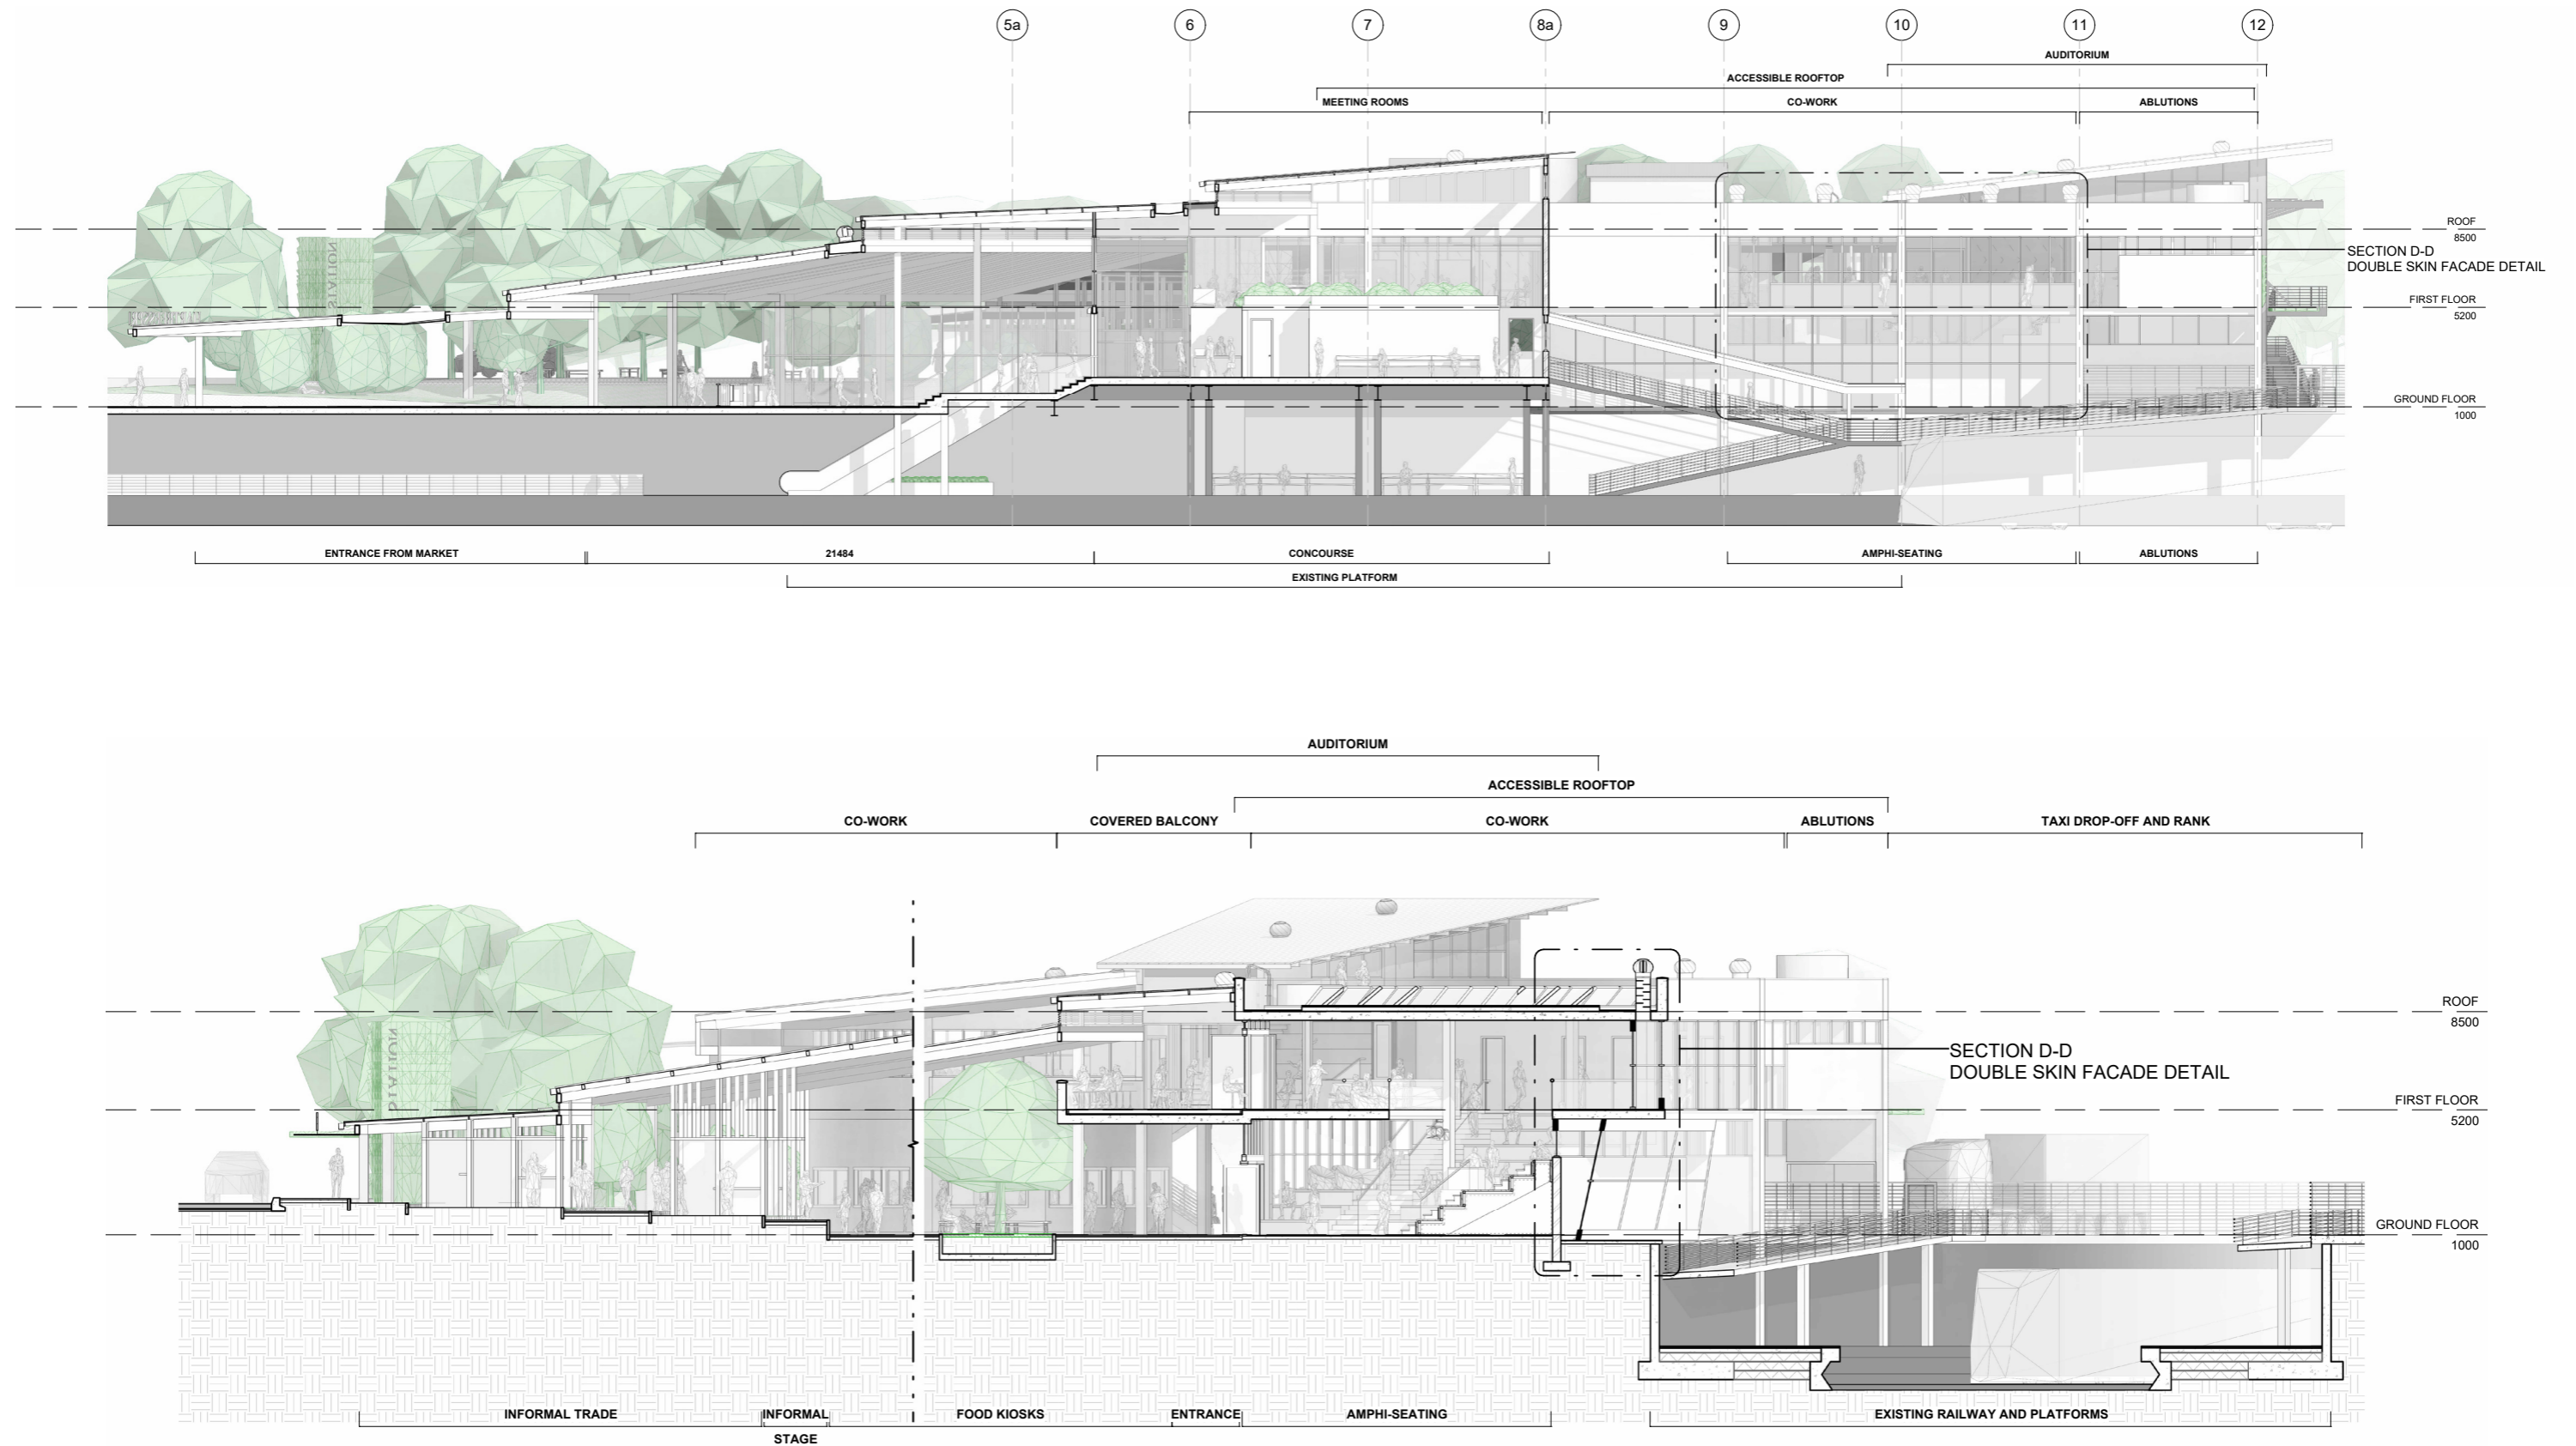 5a 6 7 8a 9 10 11 12
AUDITORIUM
ACCESSIBLE ROOFTOP
MEETING ROOMS CO-WORK ABLUTIONS
STATION
ROOF
8500
SECTION D-D
DOUBLE SKIN FACADE DETAIL
FIRST FLOOR
5200
GROUND FLOOR
1000
ENTRANCE FROM MARKET 21484 CONCOURSE AMPHI-SEATING ABLUTIONS
EXISTING PLATFORM
AUDITORIUM
ACCESSIBLE ROOFTOP
CO-WORK COVERED BALCONY CO-WORK ABLUTIONS TAXI DROP-OFF AND RANK
STATION
ROOF
8500
SECTION D-D
DOUBLE SKIN FACADE DETAIL
FIRST FLOOR
5200
GROUND FLOOR
1000
INFORMAL TRADE INFORMAL FOOD KIOSKS ENTRANCE AMPHI-SEATING EXISTING RAILWAY AND PLATFORMS
STAGE